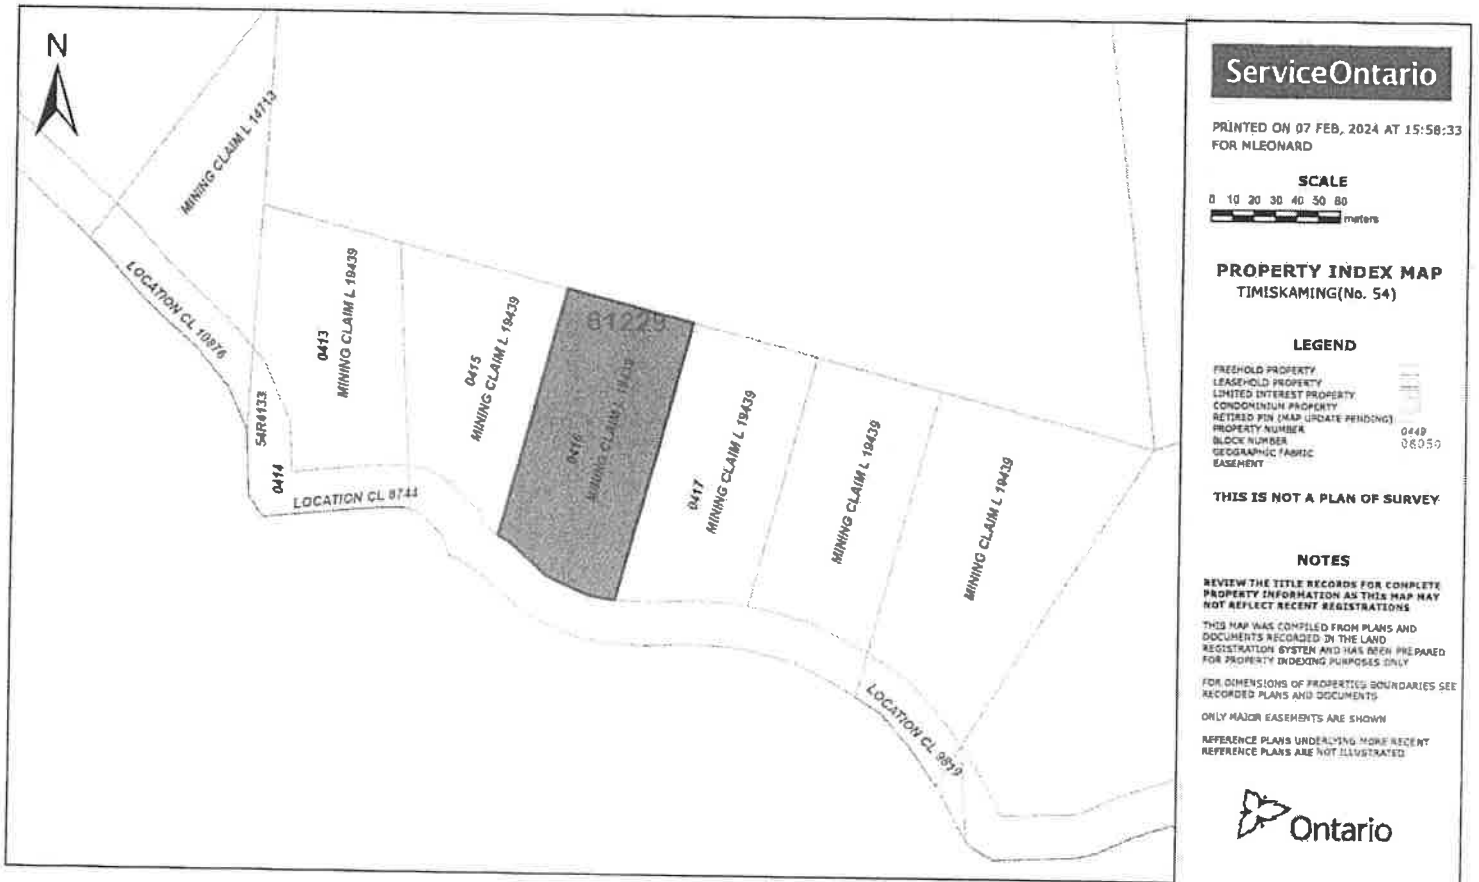 N
MINING CLAIM L 14713
LOCATION CL 10876
54R4133
0414
0413
MINING CLAIM L 19439
LOCATION CL 8744
0415
MINING CLAIM L 19439
61229
0416
MINING CLAIM L 19439
0417
MINING CLAIM L 19439
MINING CLAIM L 19439
MINING CLAIM L 19439
LOCATION CL 9819
ServiceOntario
PRINTED ON 07 FEB, 2024 AT 15:58:33
FOR MLEONARD
SCALE
0 10 20 30 40 50 60
meters
PROPERTY INDEX MAP
TIMISKAMING(No. 54)
LEGEND
FREEHOLD PROPERTY
LEASEHOLD PROPERTY
LIMITED INTEREST PROPERTY
CONDOMINIUM PROPERTY
RETIRED PIN (MAP UPDATE PENDING)
PROPERTY NUMBER 0449
BLOCK NUMBER 08050
GEOGRAPHIC FABRIC
EASEMENT
THIS IS NOT A PLAN OF SURVEY
NOTES
REVIEW THE TITLE RECORDS FOR COMPLETE
PROPERTY INFORMATION AS THIS MAP MAY
NOT REFLECT RECENT REGISTRATIONS
THIS MAP WAS COMPILED FROM PLANS AND
DOCUMENTS RECORDED IN THE LAND
REGISTRATION SYSTEM AND HAS BEEN PREPARED
FOR PROPERTY INDEXING PURPOSES ONLY
FOR DIMENSIONS OF PROPERTIES BOUNDARIES SEE
RECORDED PLANS AND DOCUMENTS
ONLY MAJOR EASEMENTS ARE SHOWN
REFERENCE PLANS UNDERLYING MORE RECENT
REFERENCE PLANS ARE NOT ILLUSTRATED
Ontario